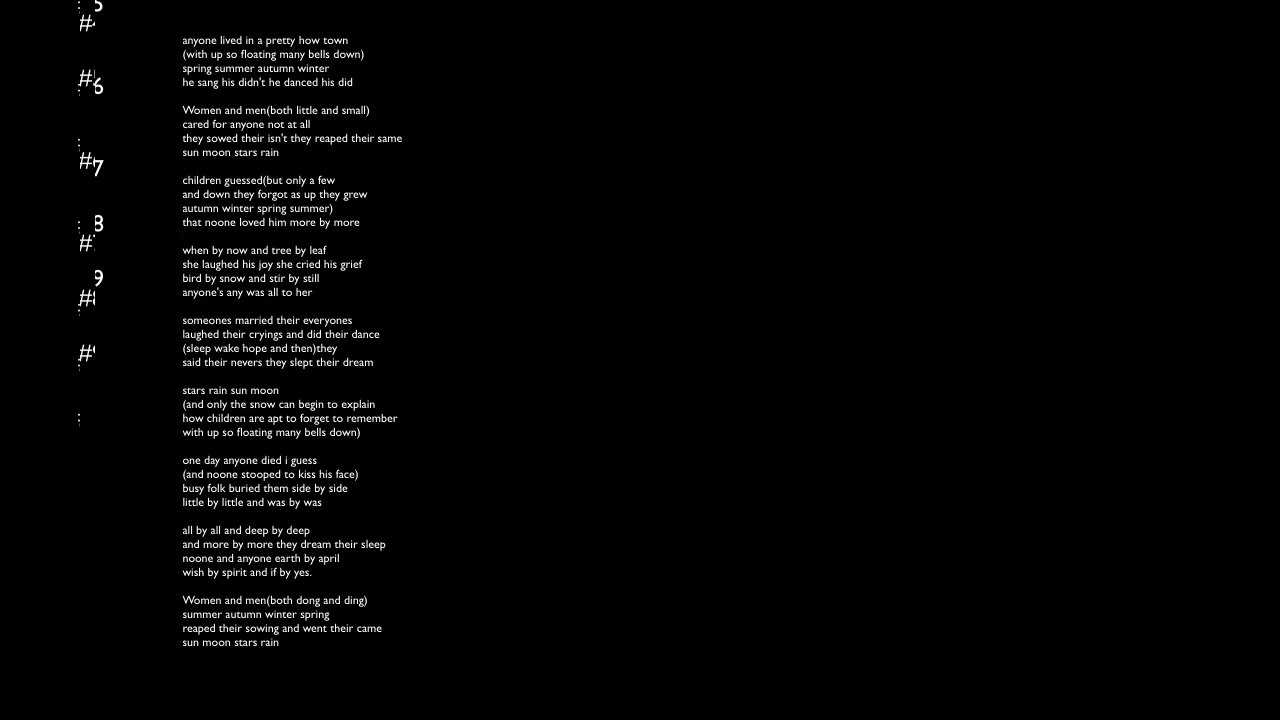 5
#
#6
#7
8
#
9
#8
#
anyone lived in a pretty how town
(with up so floating many bells down)
spring summer autumn winter
he sang his didn't he danced his did
Women and men(both little and small)
cared for anyone not at all
they sowed their isn't they reaped their same
sun moon stars rain
children guessed(but only a few
and down they forgot as up they grew
autumn winter spring summer)
that noone loved him more by more
when by now and tree by leaf
she laughed his joy she cried his grief
bird by snow and stir by still
anyone's any was all to her
someones married their everyones
laughed their cryings and did their dance
(sleep wake hope and then)they
said their nevers they slept their dream
stars rain sun moon
(and only the snow can begin to explain
how children are apt to forget to remember
with up so floating many bells down)
one day anyone died i guess
(and noone stooped to kiss his face)
busy folk buried them side by side
little by little and was by was
all by all and deep by deep
and more by more they dream their sleep
noone and anyone earth by april
wish by spirit and if by yes.
Women and men(both dong and ding)
summer autumn winter spring
reaped their sowing and went their came
sun moon stars rain